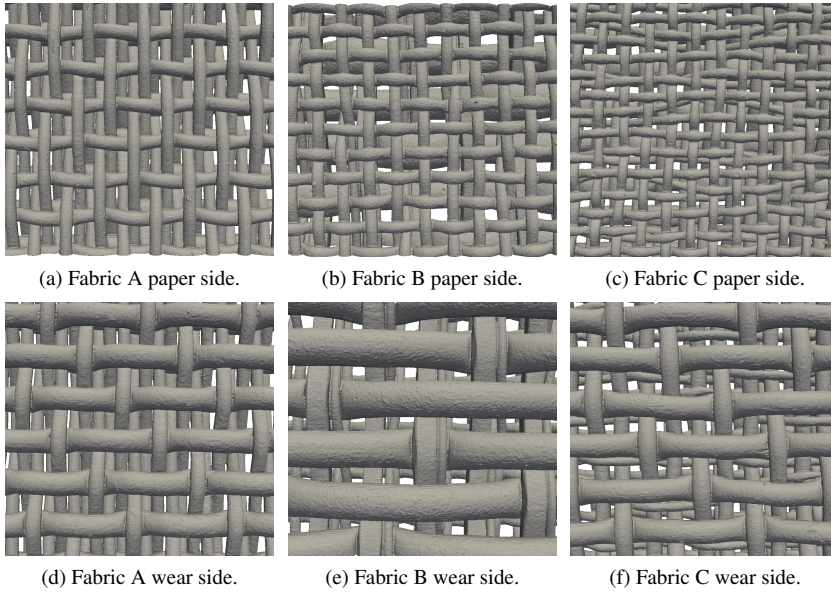 (a) Fabric A paper side.
(b) Fabric B paper side.
(c) Fabric C paper side.
(d) Fabric A wear side.
(e) Fabric B wear side.
(f) Fabric C wear side.